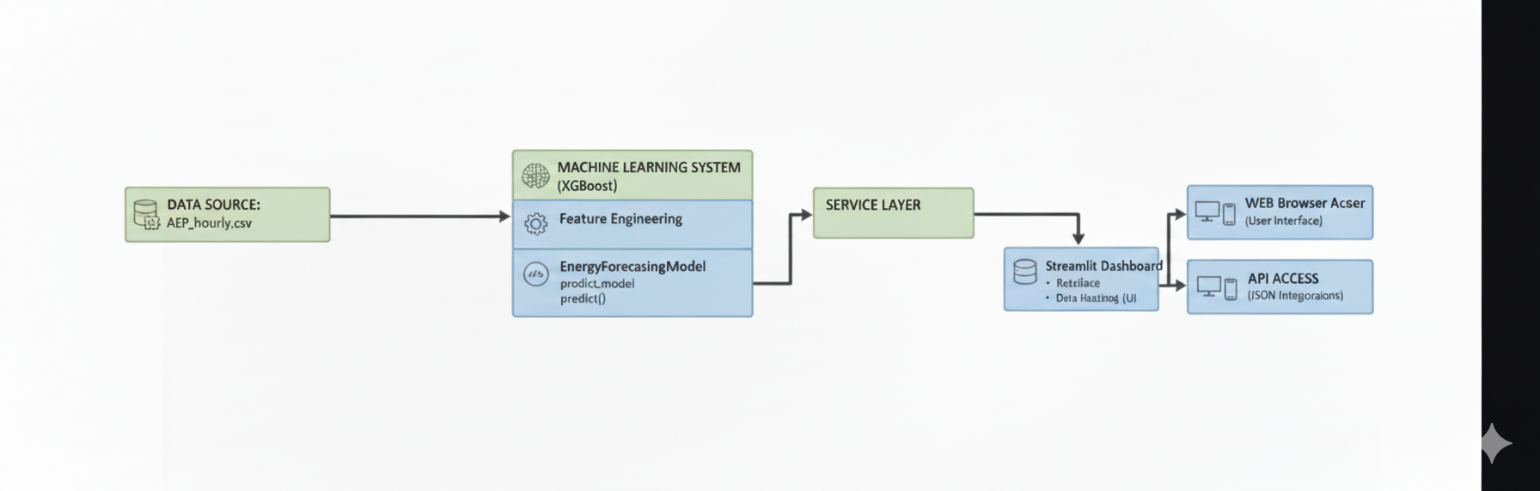 DATA SOURCE:
AEP_hourly.csv
MACHINE LEARNING SYSTEM
(XGBoost)
Feature Engineering
EnergyForecasingModel
prodict_model
predict()
SERVICE LAYER
Streamlit Dashboard
• Retrilace
• Deta Haatinog (UI
WEB Browser Acser
(User Interface)
API ACCESS
(JSON Integoraions)